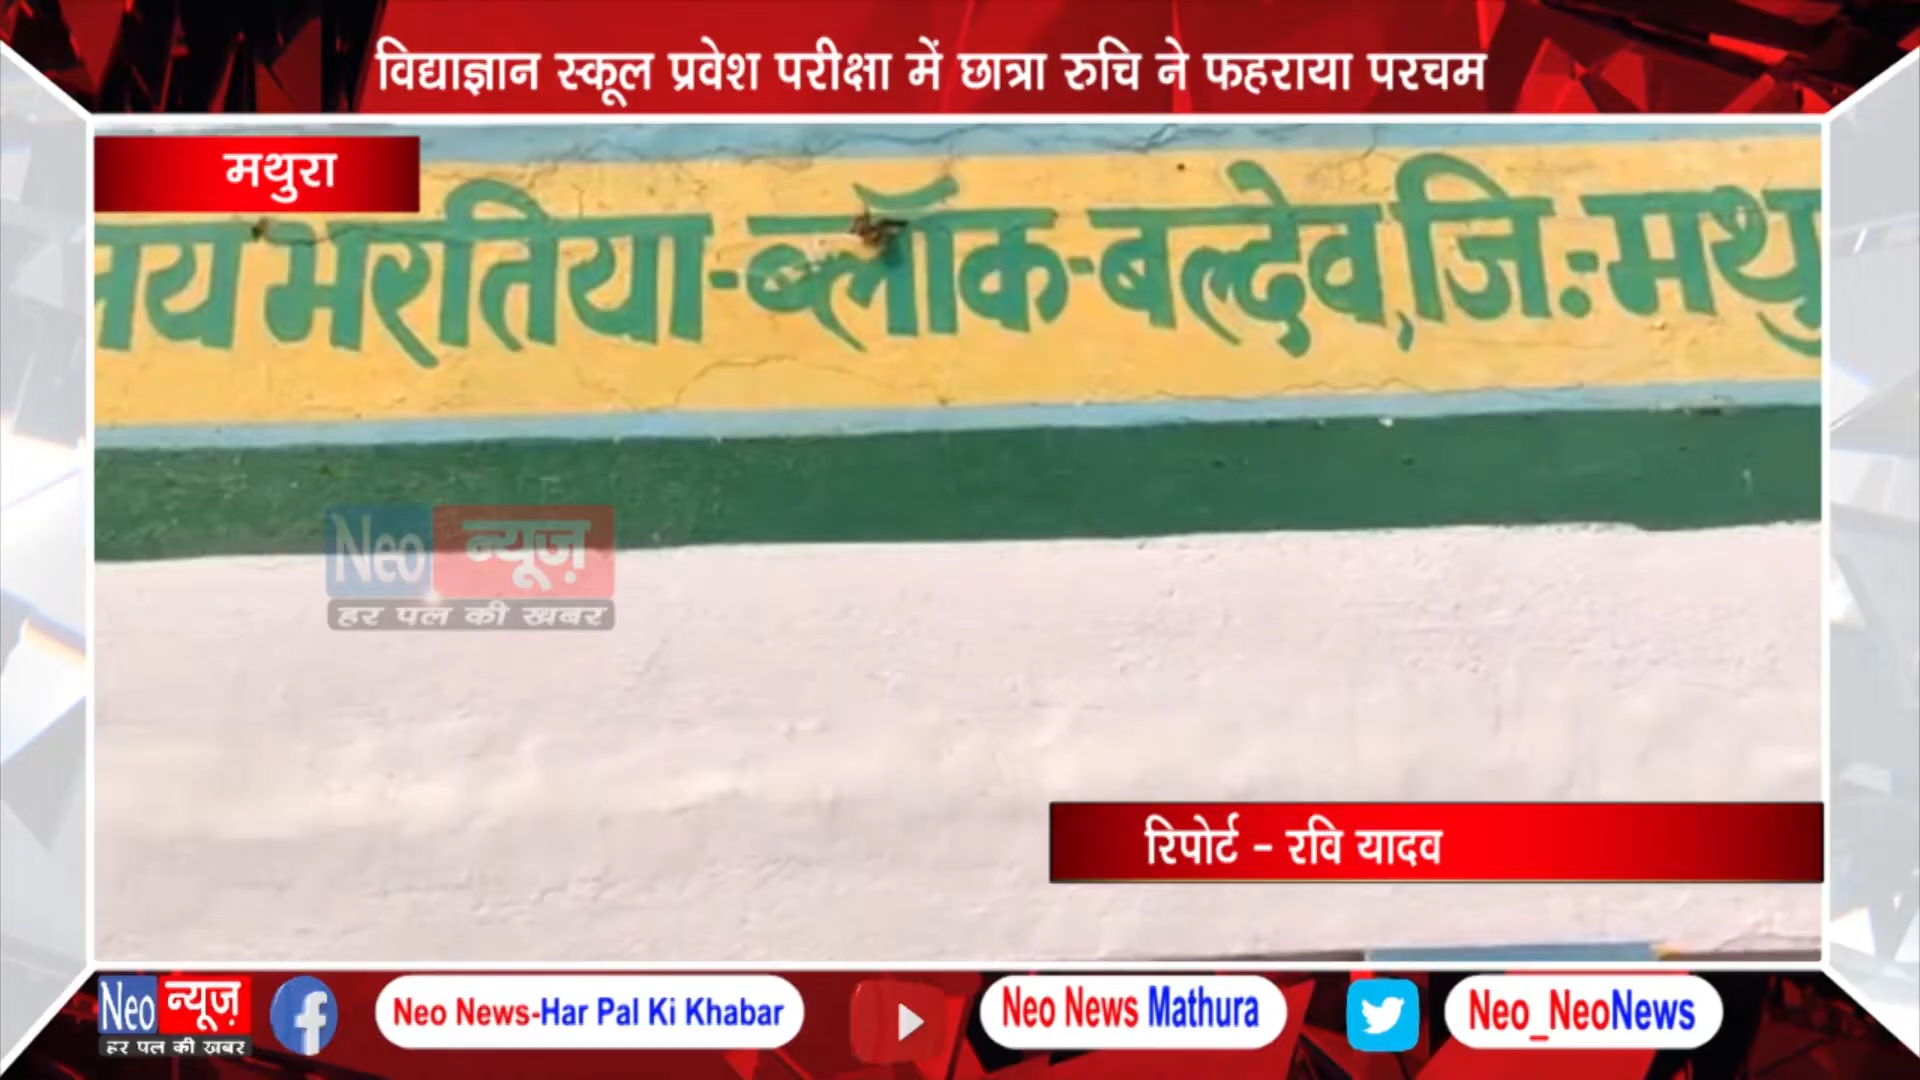 विद्याज्ञान स्कूल प्रवेश परीक्षा में छात्रा रुचि ने फहराया परचम
मथुरा
भरतिया-ब्लॉक-बल्देव, जि:-मथु
Neo न्यूज़
हर पल की खबर
रिपोर्ट - रवि यादव
Neo न्यूज़
हर पल की खबर
Neo News-Har Pal Ki Khabar
Neo News Mathura
Neo_NeoNews